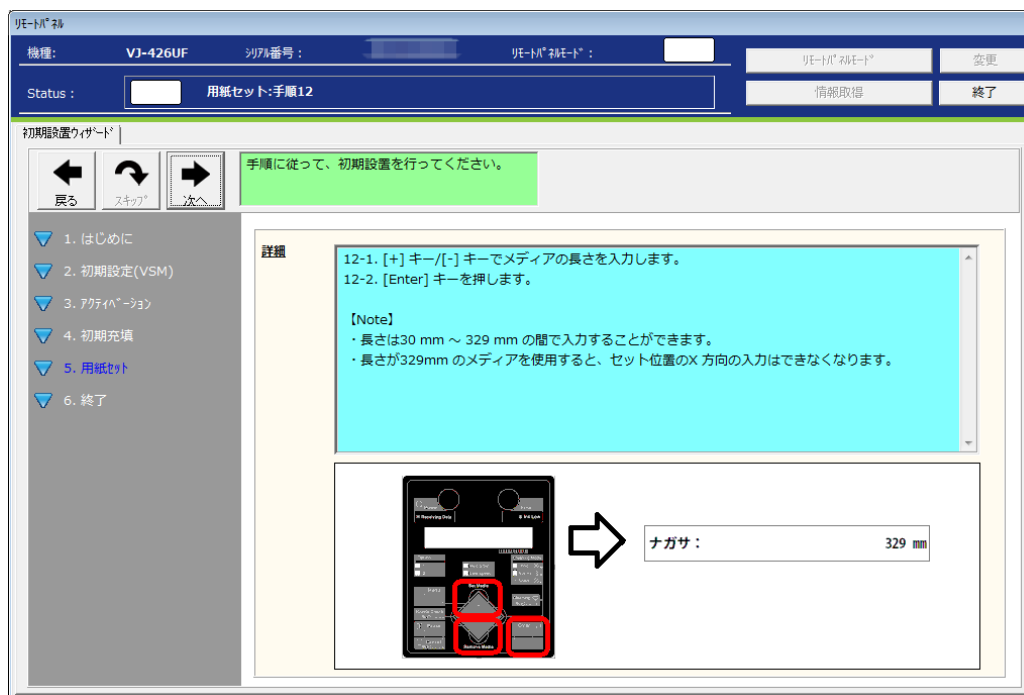 リモートパネル
機種: VJ-426UF シリアル番号: リモートパネルモード:
リモートパネルモード 変更
Status: 用紙セット:手順12
情報取得 終了
初期設置ウィザード
戻る スキップ 次へ
手順に従って、初期設置を行ってください。
1. はじめに
2. 初期設定(VSM)
3. アクティベーション
4. 初期充填
5. 用紙セット
6. 終了
詳細
12-1. [+] キー/[-] キーでメディアの長さを入力します。
12-2. [Enter] キーを押します。
【Note】
・長さは30 mm ～ 329 mm の間で入力することができます。
・長さが329mm のメディアを使用すると、セット位置のX 方向の入力はできなくなります。
ナガサ: 329 mm